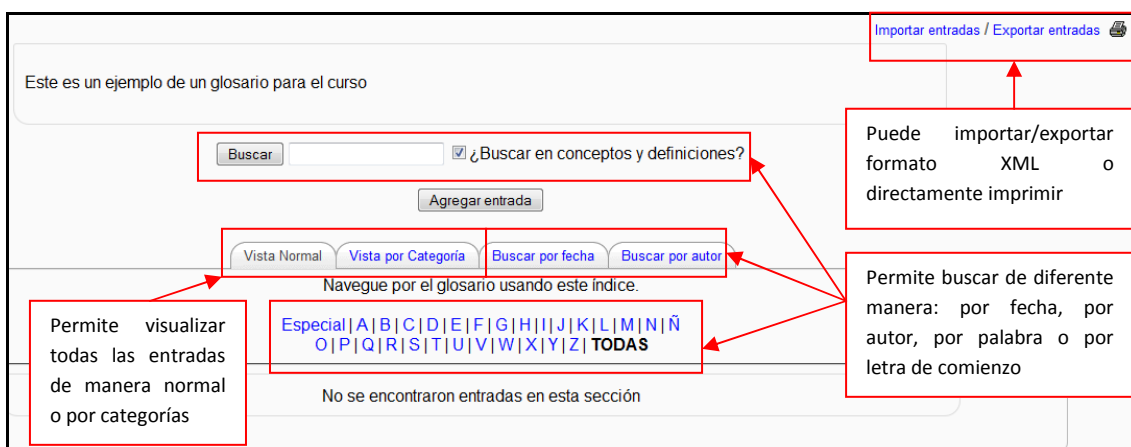 Importar entradas / Exportar entradas
Este es un ejemplo de un glosario para el curso
Puede importar/exportar
formato XML o
directamente imprimir
Buscar ¿Buscar en conceptos y definiciones?
Agregar entrada
Vista Normal Vista por Categoría Buscar por fecha Buscar por autor
Navegue por el glosario usando este índice.
Especial | A | B | C | D | E | F | G | H | I | J | K | L | M | N | Ñ
O | P | Q | R | S | T | U | V | W | X | Y | Z | TODAS
Permite buscar de diferente
manera: por fecha, por
autor, por palabra o por
letra de comienzo
Permite visualizar
todas las entradas
de manera normal
o por categorías
No se encontraron entradas en esta sección